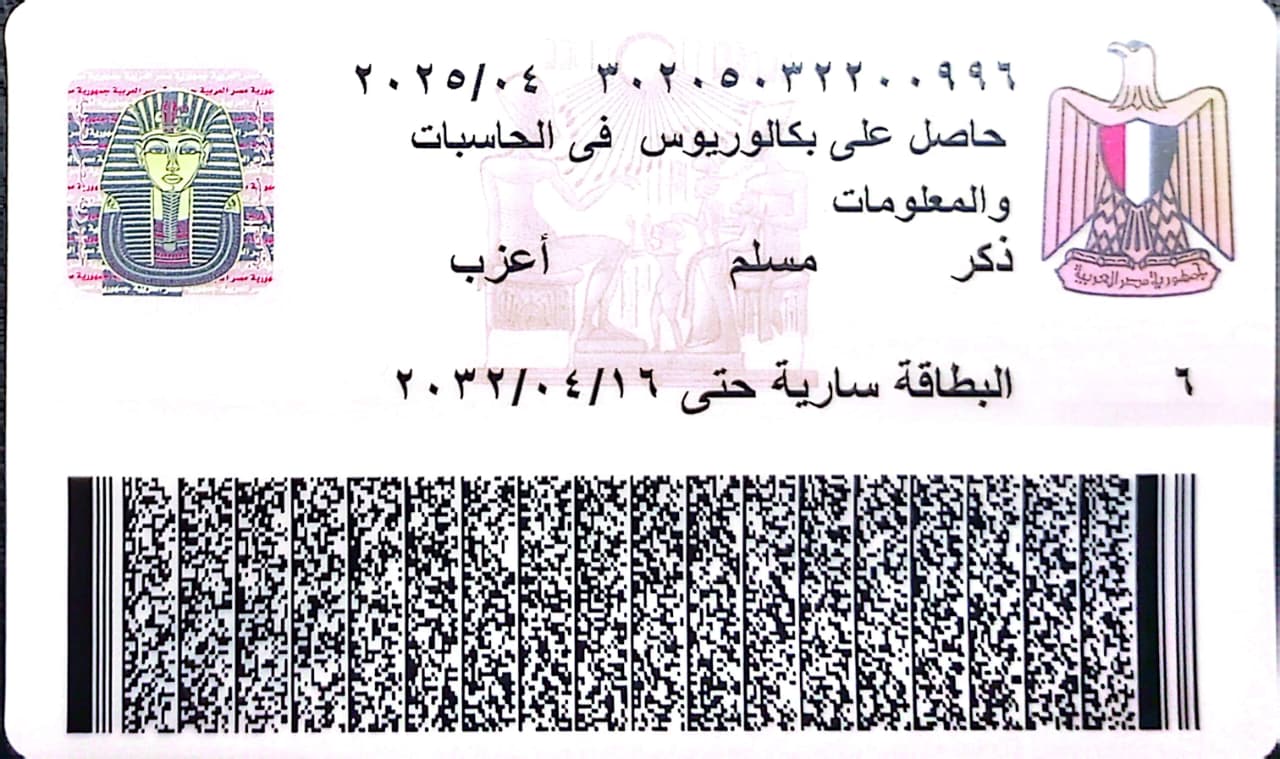 ٣٠٢٠٥٠٣٢٢٠٠٩٩٦ ٢٠٢٥/٠٤
حاصل على بكالوريوس فى الحاسبات
والمعلومات
ذكر مسلم أعزب
البطاقة سارية حتى ٢٠٣٢/٠٤/١٦
٦
جمهورية مصر العربية